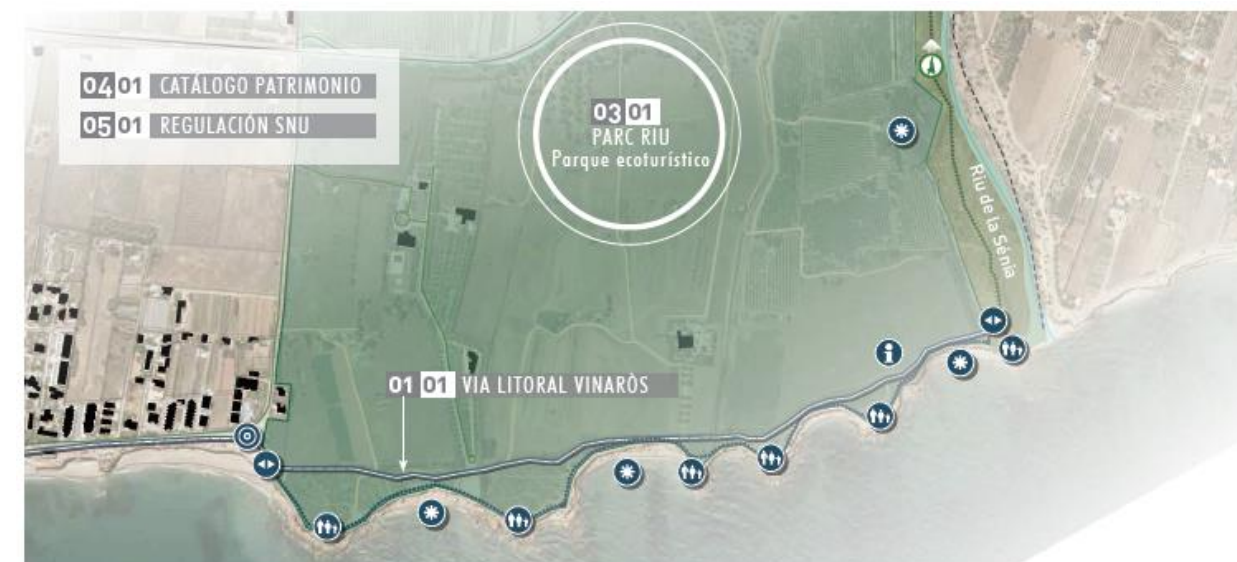 04 01 CATÁLOGO PATRIMONIO
05 01 REGULACIÓN SNU
03 01
PARC RIU
Parque ecoturístico
Riu de la Sénia
01 01 VIA LITORAL VINARÒS